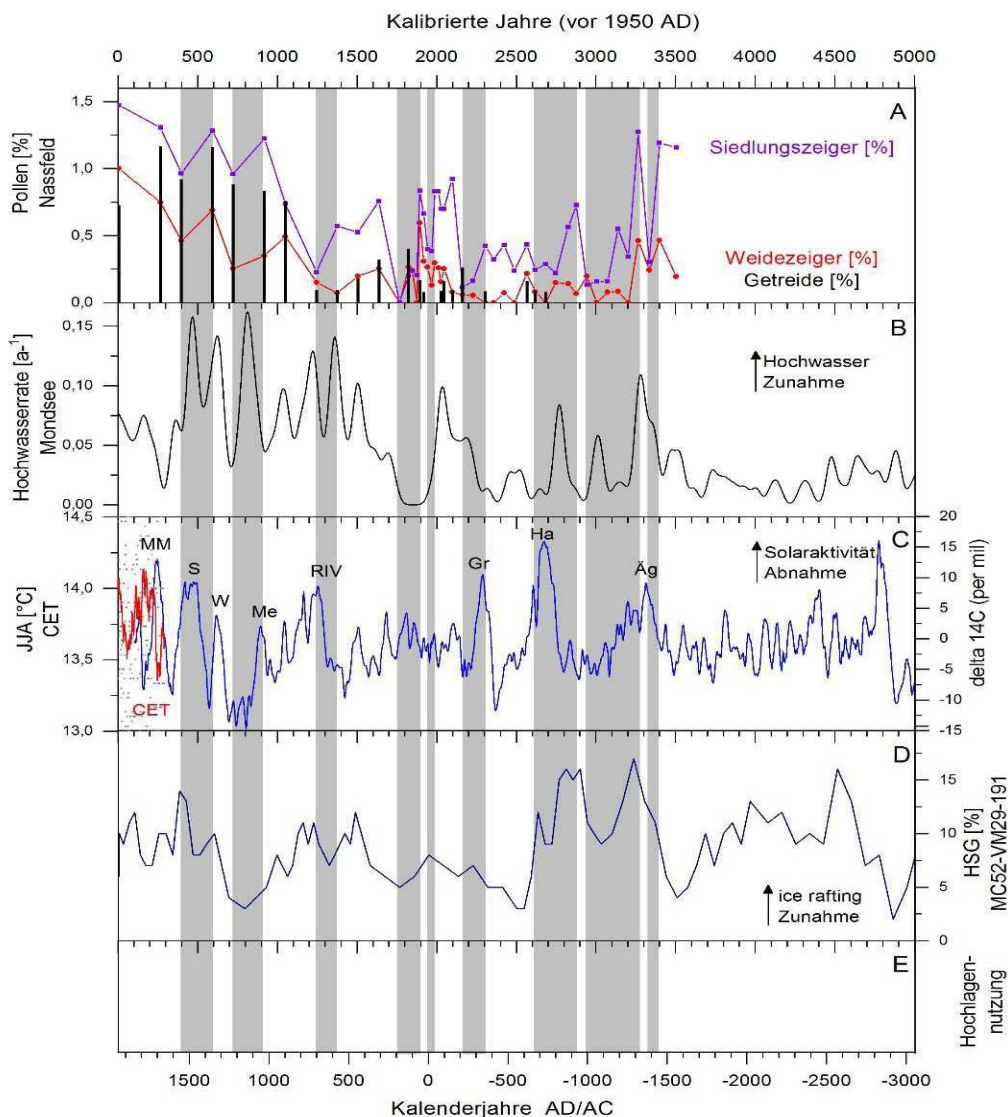 Kalibrierte Jahre (vor 1950 AD)
0 500 1000 1500 2000 2500 -3000 3500 4000 -4500 5000
A
Pollen [%]
Nassfeld
1,5
1,0
0,5
0,0
Siedlungszeiger [%]
Weidezeiger [%]
Getreide [%]
B
Hochwasserrate [a-1]
Mondsee
0,15
0,10
0,05
0,00
Hochwasser
Zunahme
C
JJA [°C]
CET
14,5
14,0
13,5
13,0
MM
S
W
Me
RIV
Gr
Ha
Äg
CET
Solaraktivität
Abnahme
20
15
10
5
0
-5
-10
-15
delta 14C (per mil)
D
15
10
5
0
HSG [%]
MC52-VM29-191
ice rafting
Zunahme
E
Hochlagen-
nutzung
1500 1000 500 0 -500 -1000 -1500 -2000 -2500 -3000
Kalenderjahre AD/AC